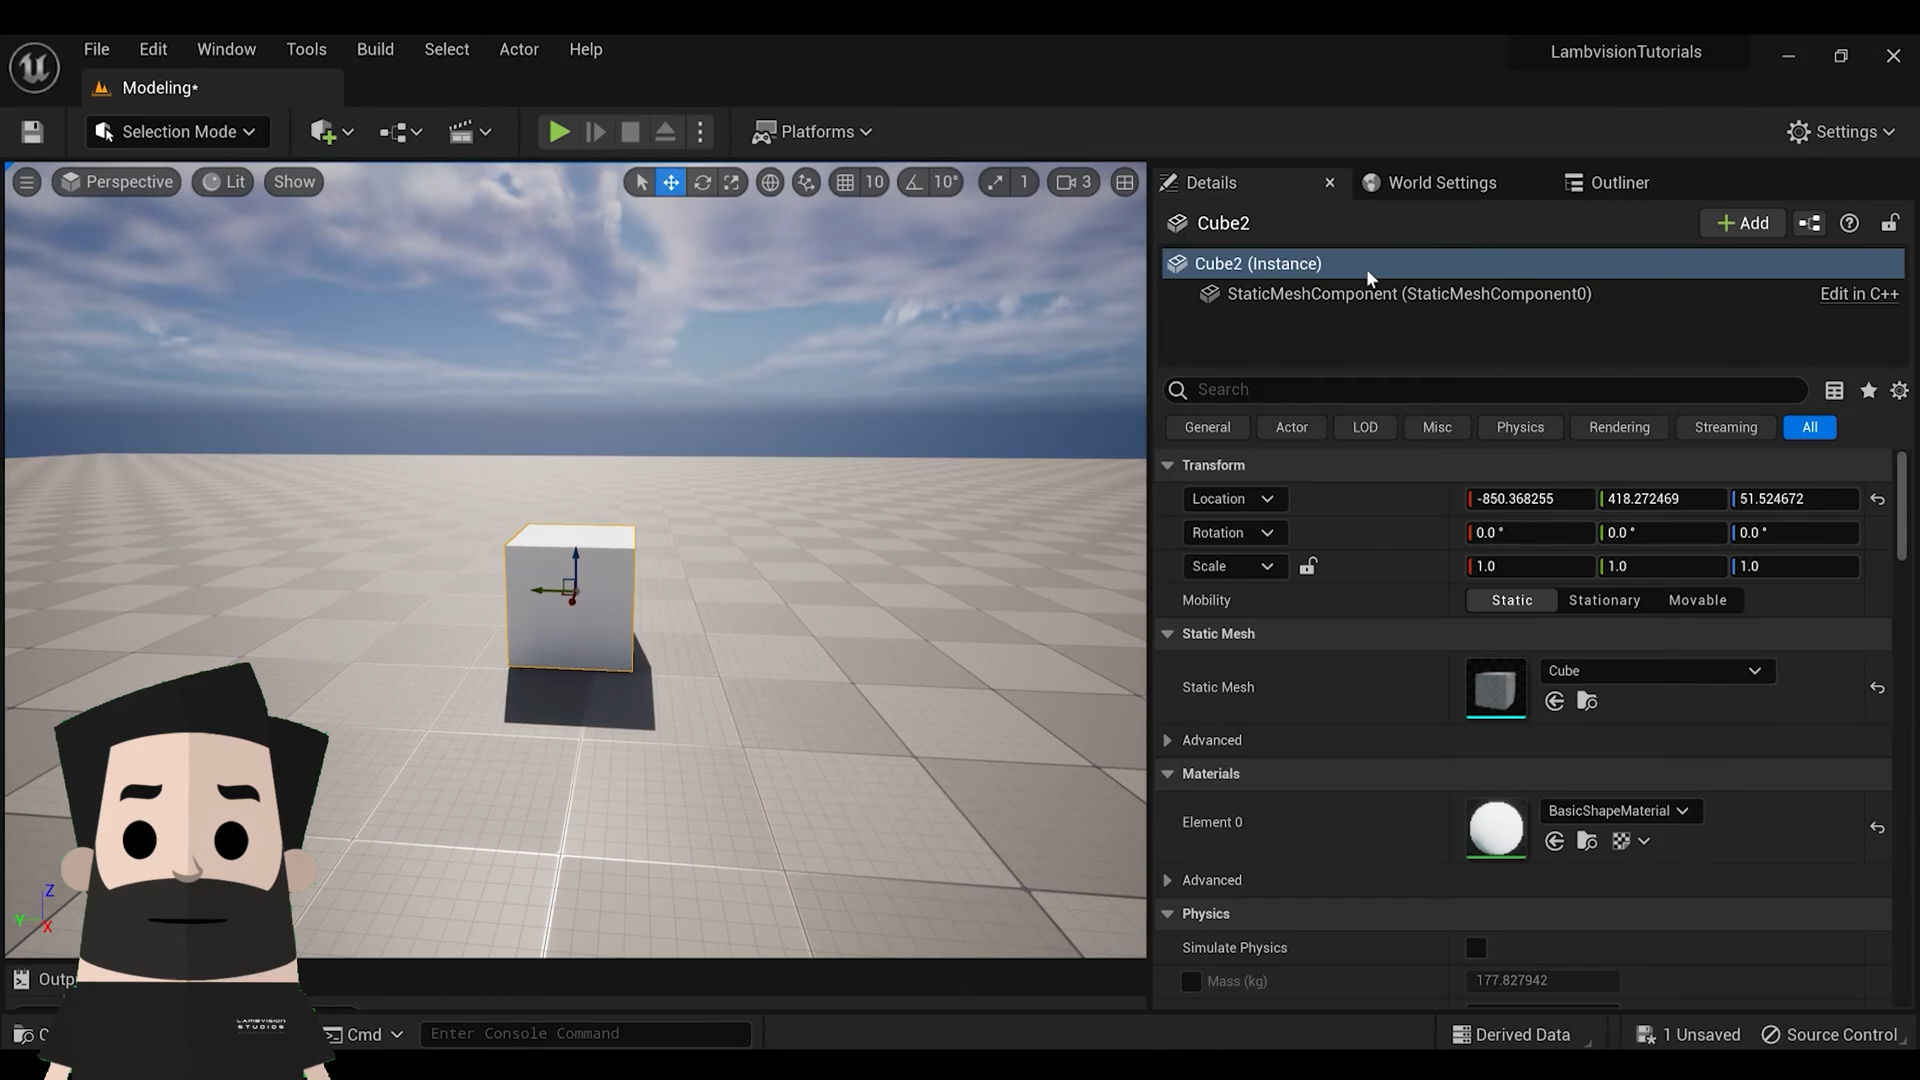 File Edit Window Tools Build Select Actor Help LambvisionTutorials
Modeling*
Selection Mode Platforms Settings
Perspective Lit Show 10 10° 1 3 Details World Settings Outliner
Cube2 Add
Cube2 (Instance)
StaticMeshComponent (StaticMeshComponent0) Edit in C++
Search
General Actor LOD Misc Physics Rendering Streaming All
Transform
Location -850.368255 418.272469 51.524672
Rotation 0.0 ° 0.0 ° 0.0 °
Scale 1.0 1.0 1.0
Mobility Static Stationary Movable
Static Mesh
Cube
Static Mesh
Advanced
Materials
BasicShapeMaterial
Element 0
Advanced
Z
Y
X
Physics
Simulate Physics
Mass (kg) 177.827942
Outp
LAMBVISION
STUDIOS
C Cmd Enter Console Command Derived Data 1 Unsaved Source Control